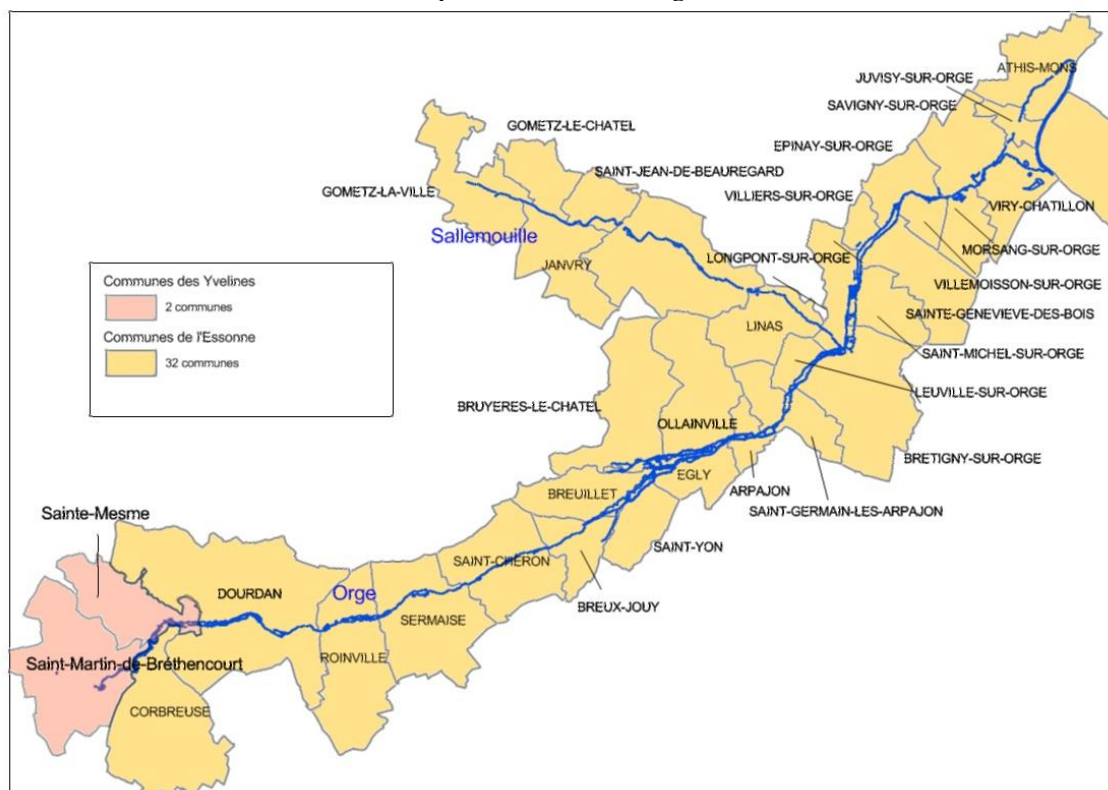 ATHIS-MONS
JUVISY-SUR-ORGE
SAVIGNY-SUR-ORGE
GOMETZ-LE-CHATEL
EPINAY-SUR-ORGE
SAINT-JEAN-DE-BEAUREGARD
GOMETZ-LA-VILLE
VILLIERS-SUR-ORGE
VIRY-CHATILLON
Sallemouille
LONGPONT-SUR-ORGE
MORSANG-SUR-ORGE
JANVRY
Communes des Yvelines
2 communes
Communes de l'Essonne
32 communes
VILLEMOISSON-SUR-ORGE
SAINTE-GENEVIEVE-DES-BOIS
LINAS
SAINT-MICHEL-SUR-ORGE
LEUVILLE-SUR-ORGE
BRUYERES-LE-CHATEL
OLLAINVILLE
BRETIGNY-SUR-ORGE
EGLY
ARPAJON
BREUILLET
SAINT-GERMAIN-LES-ARPAJON
Sainte-Mesme
SAINT-YON
SAINT-CHERON
DOURDAN
Orge
BREUX-JOUY
SERMAISE
ROINVILLE
Saint-Martin-de-Bréthencourt
CORBREUSE